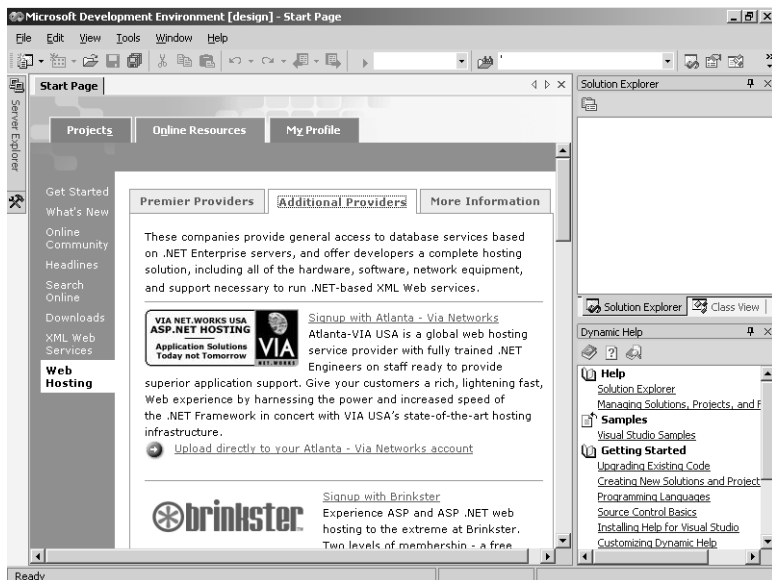 Microsoft Development Environment [design] - Start Page
File Edit View Tools Window Help
Server Explorer
Start Page
Projects Online Resources My Profile
Get Started
What's New
Online
Community
Headlines
Search
Online
Downloads
XML Web
Services
Web
Hosting
Premier Providers Additional Providers More Information
These companies provide general access to database services based
on .NET Enterprise servers, and offer developers a complete hosting
solution, including all of the hardware, software, network equipment,
and support necessary to run .NET-based XML Web services.
VIA NET.WORKS USA
ASP.NET HOSTING
Application Solutions
Today not Tomorrow
VIA
NET.WORKS
Signup with Atlanta - Via Networks
Atlanta-VIA USA is a global web hosting
service provider with fully trained .NET
Engineers on staff ready to provide
superior application support. Give your customers a rich, lightening fast,
Web experience by harnessing the power and increased speed of
the .NET Framework in concert with VIA USA's state-of-the-art hosting
infrastructure.
Upload directly to your Atlanta - Via Networks account
brinkster
Signup with Brinkster
Experience ASP and ASP .NET web
hosting to the extreme at Brinkster.
Two levels of membership - a free
Solution Explorer
Solution Explorer Class View
Dynamic Help
Help
Solution Explorer
Managing Solutions, Projects, and F
Samples
Visual Studio Samples
Getting Started
Upgrading Existing Code
Creating New Solutions and Project
Programming Languages
Source Control Basics
Installing Help for Visual Studio
Customizing Dynamic Help
Ready